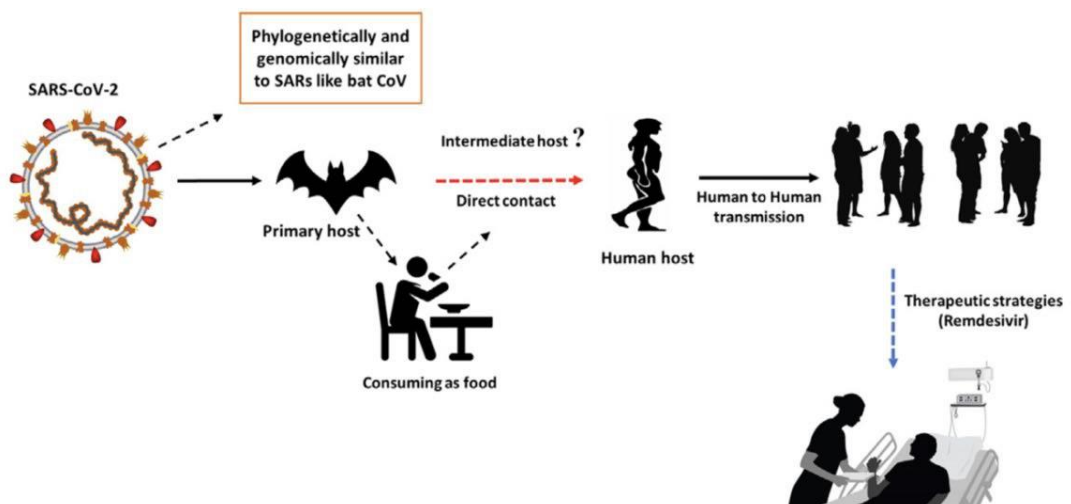 Phylogenetically and
genomically similar
to SARs like bat CoV
SARS-CoV-2
Intermediate host ?
Direct contact
Primary host
Human to Human
transmission
Human host
Therapeutic strategies
(Remdesivir)
Consuming as food